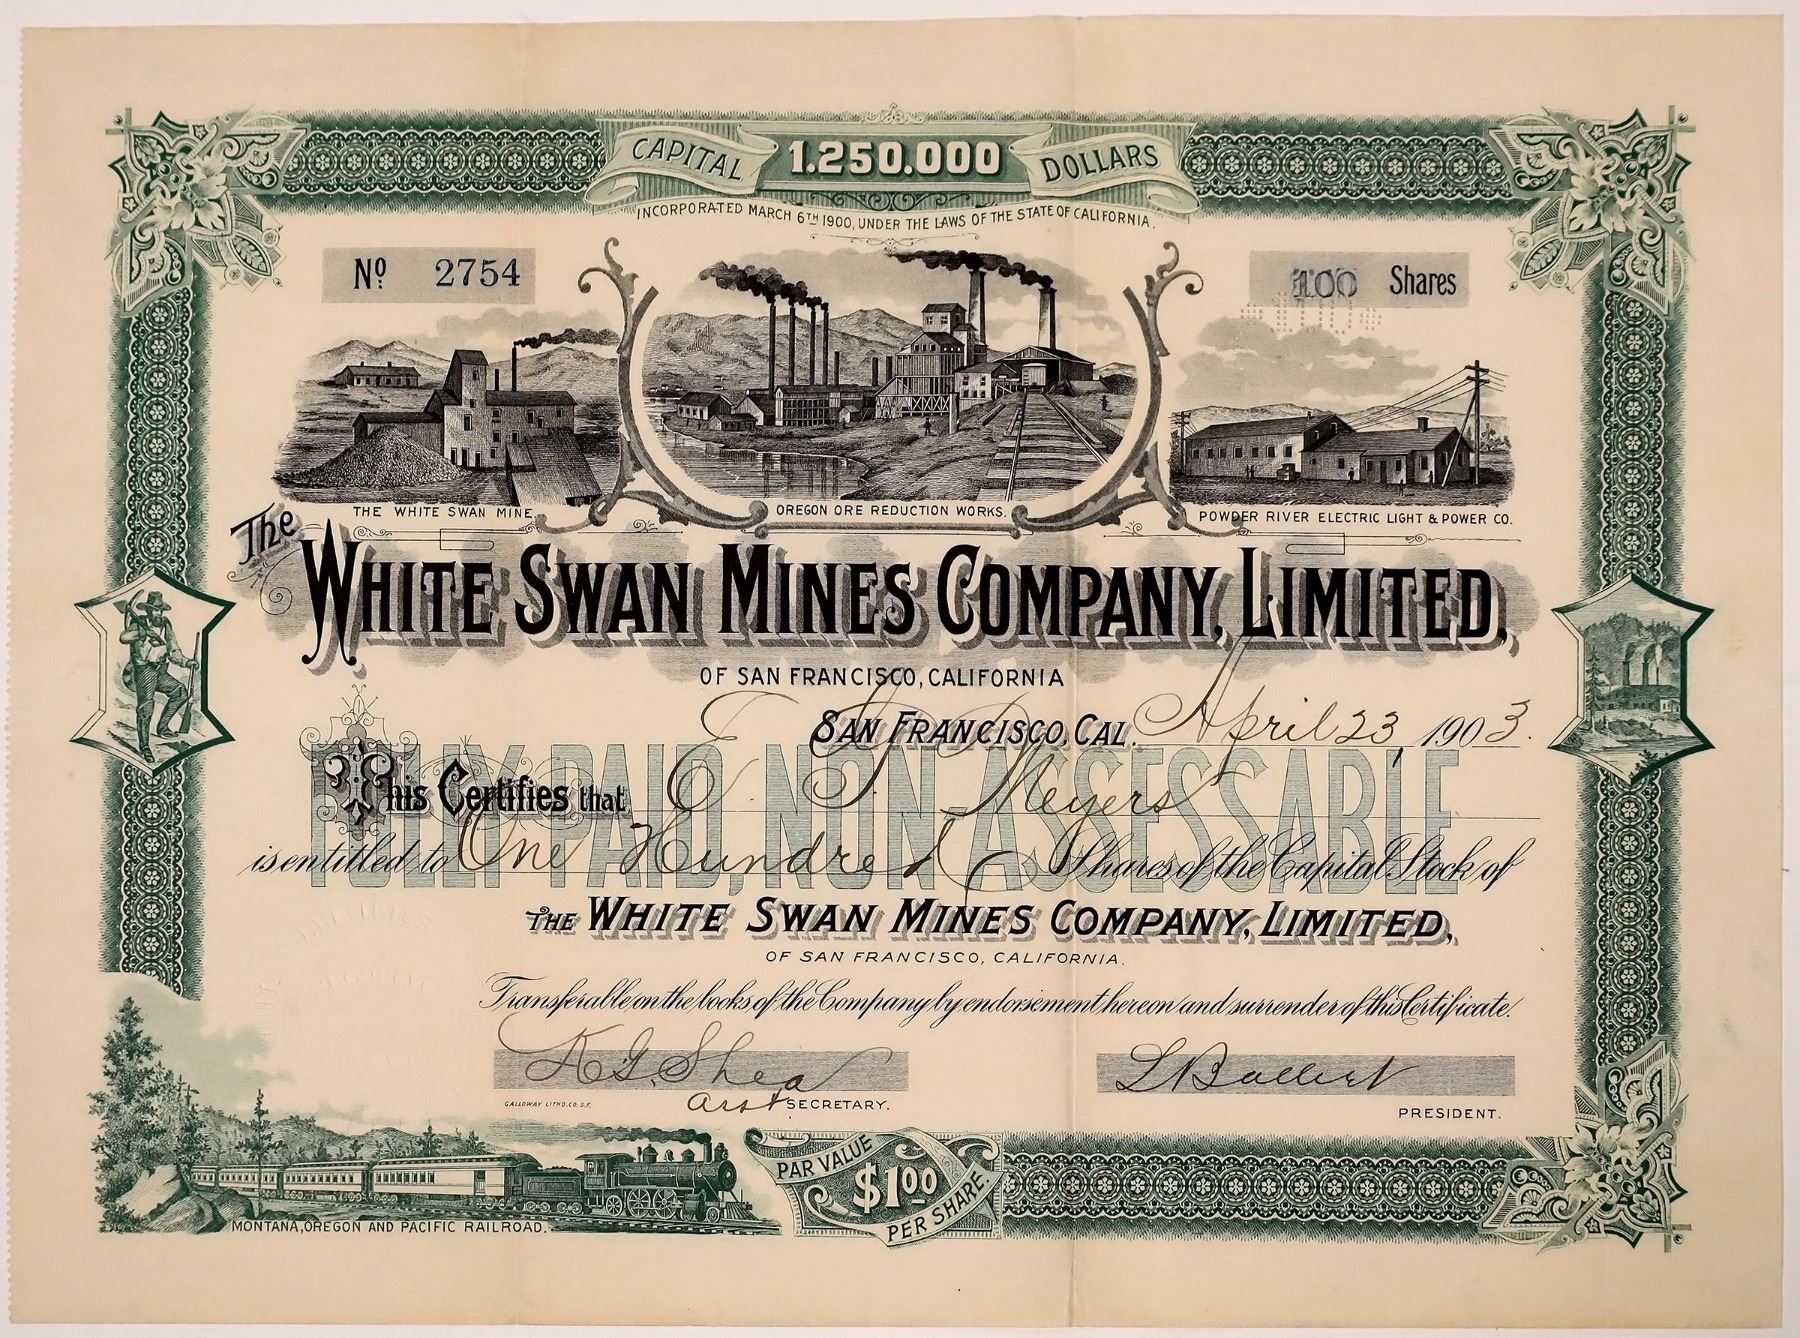 CAPITAL 1.250.000 DOLLARS
INCORPORATED MARCH 6TH 1900, UNDER THE LAWS OF THE STATE OF CALIFORNIA.
No 2754
100 Shares
THE WHITE SWAN MINE.
OREGON ORE REDUCTION WORKS.
POWDER RIVER ELECTRIC LIGHT & POWER CO.
The WHITE SWAN MINES COMPANY, LIMITED,
OF SAN FRANCISCO, CALIFORNIA
SAN FRANCISCO, CAL. April 23, 1903.
FULLY PAID, NON-ASSESSABLE
This Certifies that E. Meyers
is entitled to One Hundred Shares of the Capital Stock of
THE WHITE SWAN MINES COMPANY, LIMITED,
OF SAN FRANCISCO, CALIFORNIA.
Transferable on the books of the Company by endorsement hereon and surrender of this Certificate.
K G. Shea
GALLOWAY LITHO. CO. S.F.
SECRETARY.
PRESIDENT.
PAR VALUE
$1.00
PER SHARE.
MONTANA, OREGON AND PACIFIC RAILROAD.